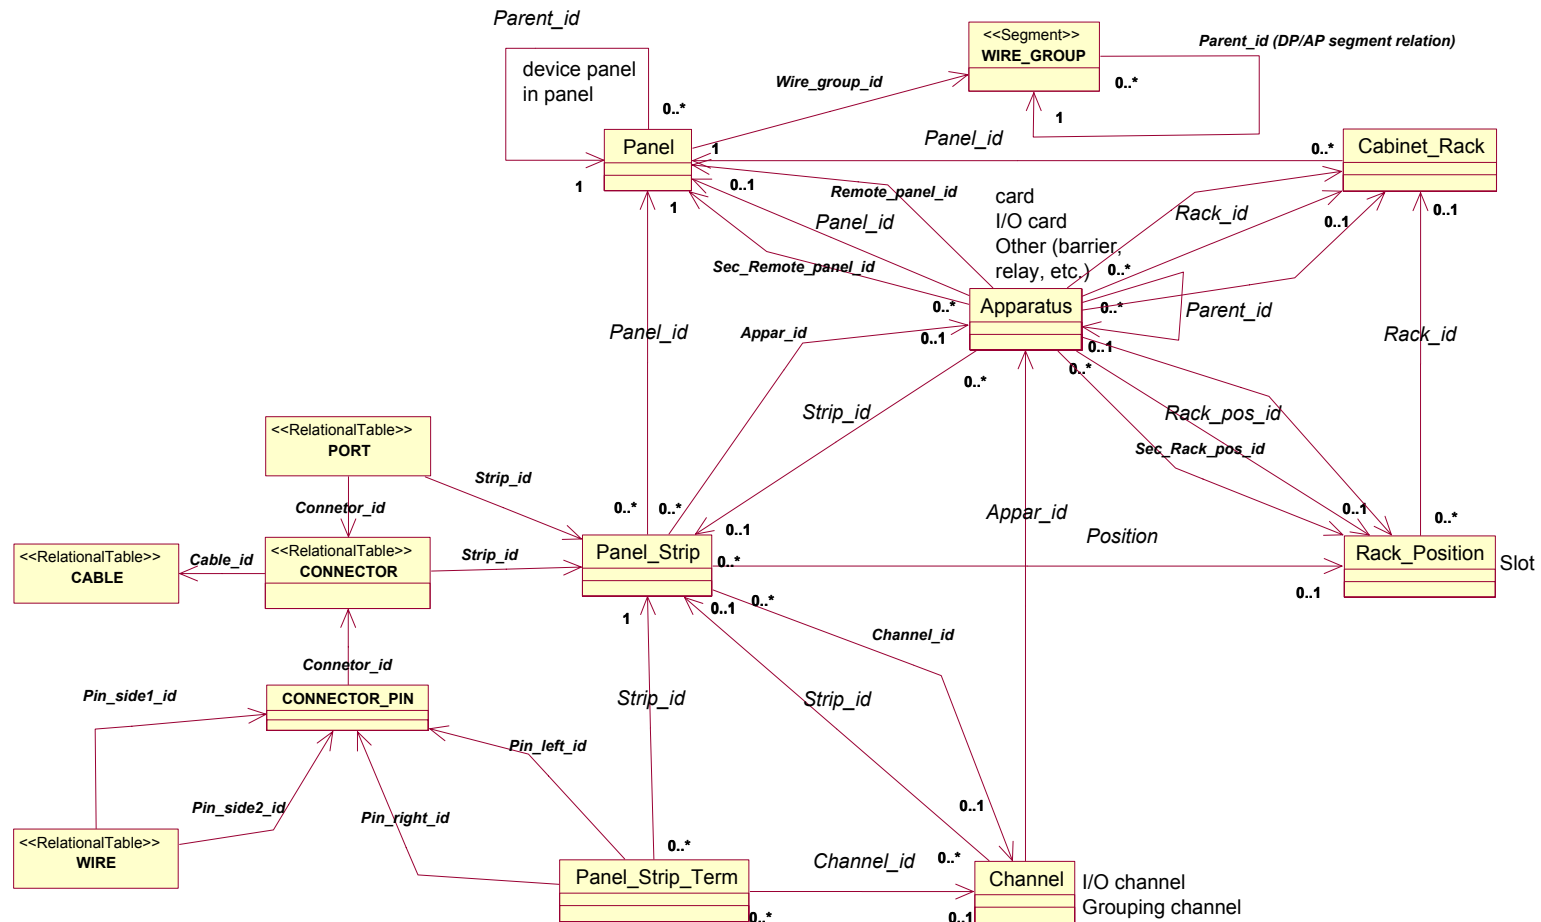 Parent_id
<<Segment>>
WIRE_GROUP
Parent_id (DP/AP segment relation)
device panel
in panel
Wire_group_id
0..*
0..*
1
Panel_id
Panel
1
0..*
Cabinet_Rack
1
0..1
1
Remote_panel_id
card
I/O card
Other (barrier,
relay, etc.)
Panel_id
Rack_id
0..1
0..1
Sec_Remote_panel_id
0..*
Apparatus
0..*
0..*
Parent_id
Panel_id
Appar_id
0..1
0..1
Rack_id
0..*
0..*
Strip_id
Rack_pos_id
Sec_Rack_pos_id
<<RelationalTable>>
PORT
Strip_id
Connetor_id
0..*
0..*
0..1
Appar_id
Position
0..1
0..*
<<RelationalTable>>
CABLE
Cable_id
<<RelationalTable>>
CONNECTOR
Strip_id
Panel_Strip
0..*
Rack_Position
Slot
0..1
1
0..1
0..*
Channel_id
Connetor_id
Pin_side1_id
CONNECTOR_PIN
Strip_id
Strip_id
Pin_left_id
Pin_side2_id
Pin_right_id
0..1
<<RelationalTable>>
WIRE
0..*
Channel_id
0..*
Panel_Strip_Term
Channel
I/O channel
Grouping channel
0..*
0..1